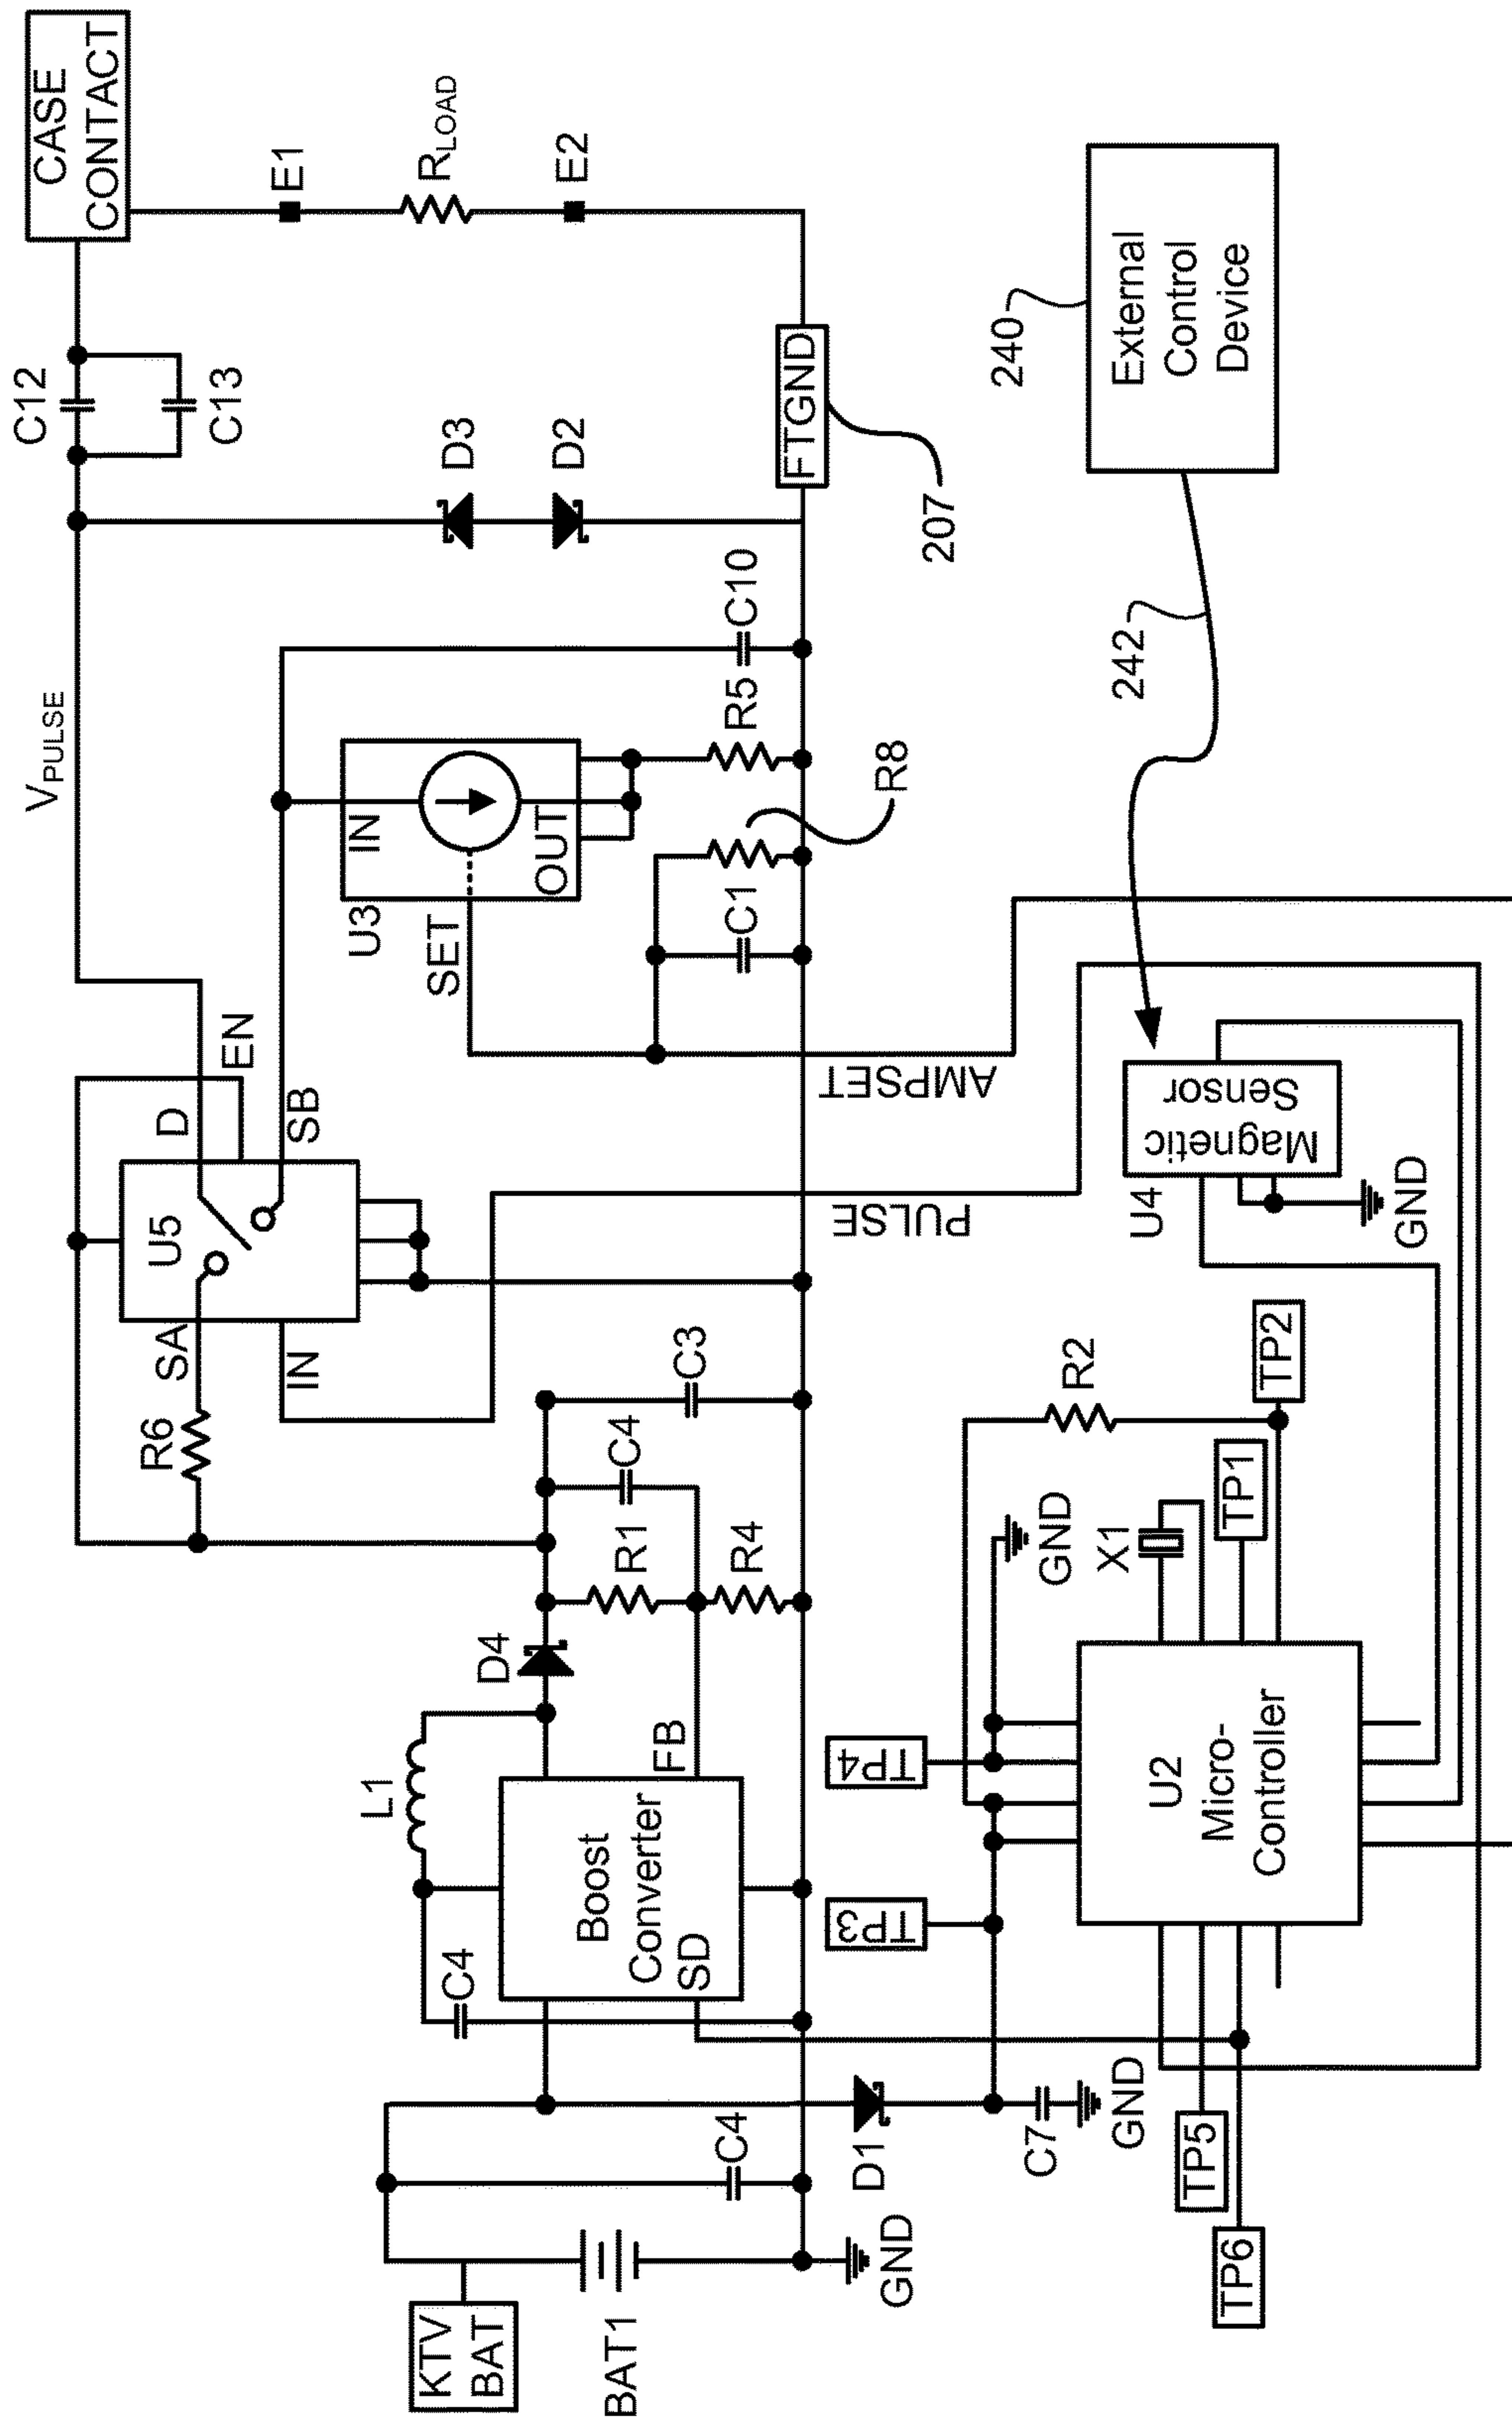 CASE
CONTACT
E1
R_LOAD
E2
C12
C13
D3
D2
FTGND
207
V_PULSE
C10
R5
R8
C1
IN
OUT
U3
SET
AMPSET
EN
D
SB
U5
SA
IN
PULSE
R6
C3
C4
R1
R4
D4
L1
FB
Boost
Converter
SD
C4
C4
KTV
BAT
BAT1
GND
D1
C7
GND
TP3
TP4
GND
R2
X1
TP1
TP2
U2
Micro-
Controller
TP5
TP6
U4
Magnetic
Sensor
GND
242
240
External
Control
Device